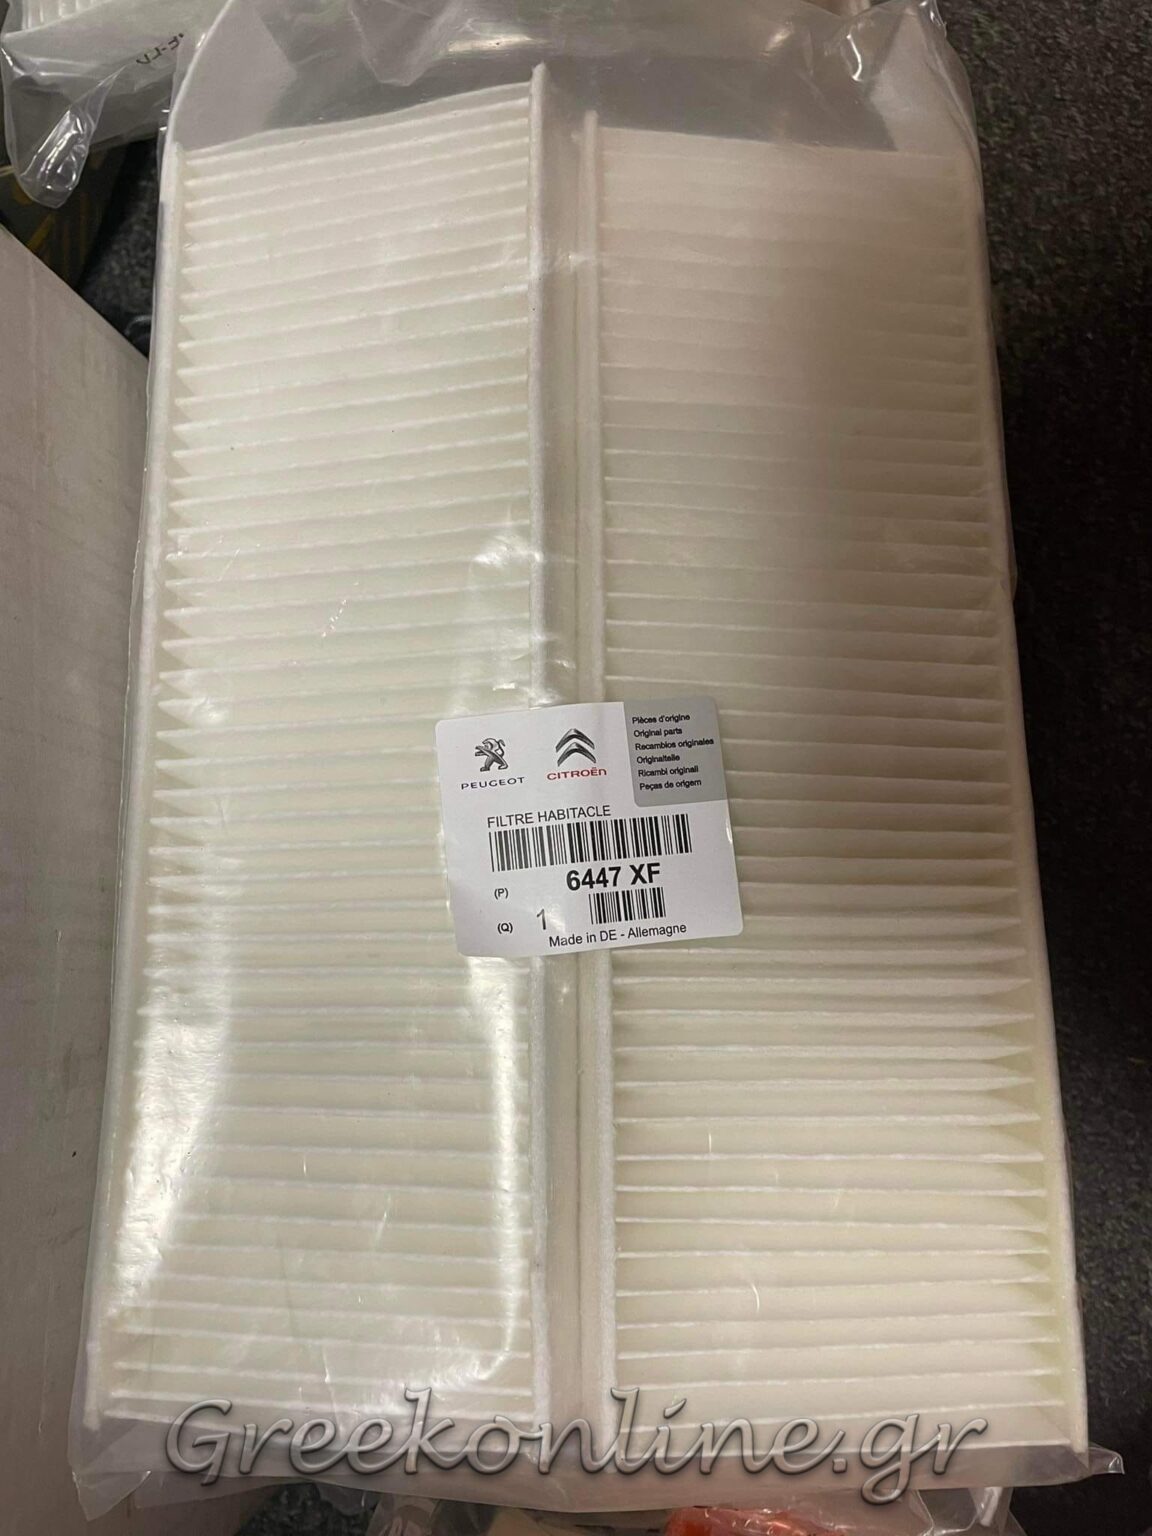 PEUGEOT
CITROËN
Pièces d'origine
Original parts
Recambios originales
Originalteile
Ricambi originali
Peças de origem
FILTRE HABITACLE
(P) 6447 XF
(Q) 1
Made in DE - Allemagne
Greekonline.gr